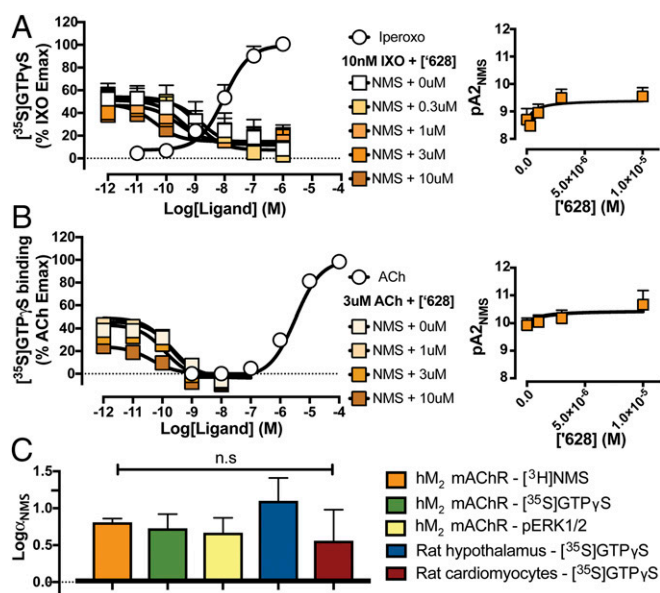 A
[³⁵S]GTPγS
(% IXO Emax)
120
100
80
60
40
20
0
-12 -11 -10 -9 -8 -7 -6 -5 -4
Log[Ligand] (M)
Iperoxo
10nM IXO + ['628]
NMS + 0uM
NMS + 0.3uM
NMS + 1uM
NMS + 3uM
NMS + 10uM
pA2NMS
12
11
10
9
8
0.0
5.0×10⁻⁶
1.0×10⁻⁵
['628] (M)
B
[³⁵S]GTPγS binding
(% ACh Emax)
120
100
80
60
40
20
0
-12 -11 -10 -9 -8 -7 -6 -5 -4
Log[Ligand] (M)
ACh
3uM ACh + ['628]
NMS + 0uM
NMS + 1uM
NMS + 3uM
NMS + 10uM
pA2NMS
12
11
10
9
8
0.0
5.0×10⁻⁶
1.0×10⁻⁵
['628] (M)
C
LogαNMS
1.5
1.0
0.5
0.0
n.s
hM₂ mAChR - [³H]NMS
hM₂ mAChR - [³⁵S]GTPγS
hM₂ mAChR - pERK1/2
Rat hypothalamus - [³⁵S]GTPγS
Rat cardiomyocytes - [³⁵S]GTPγS